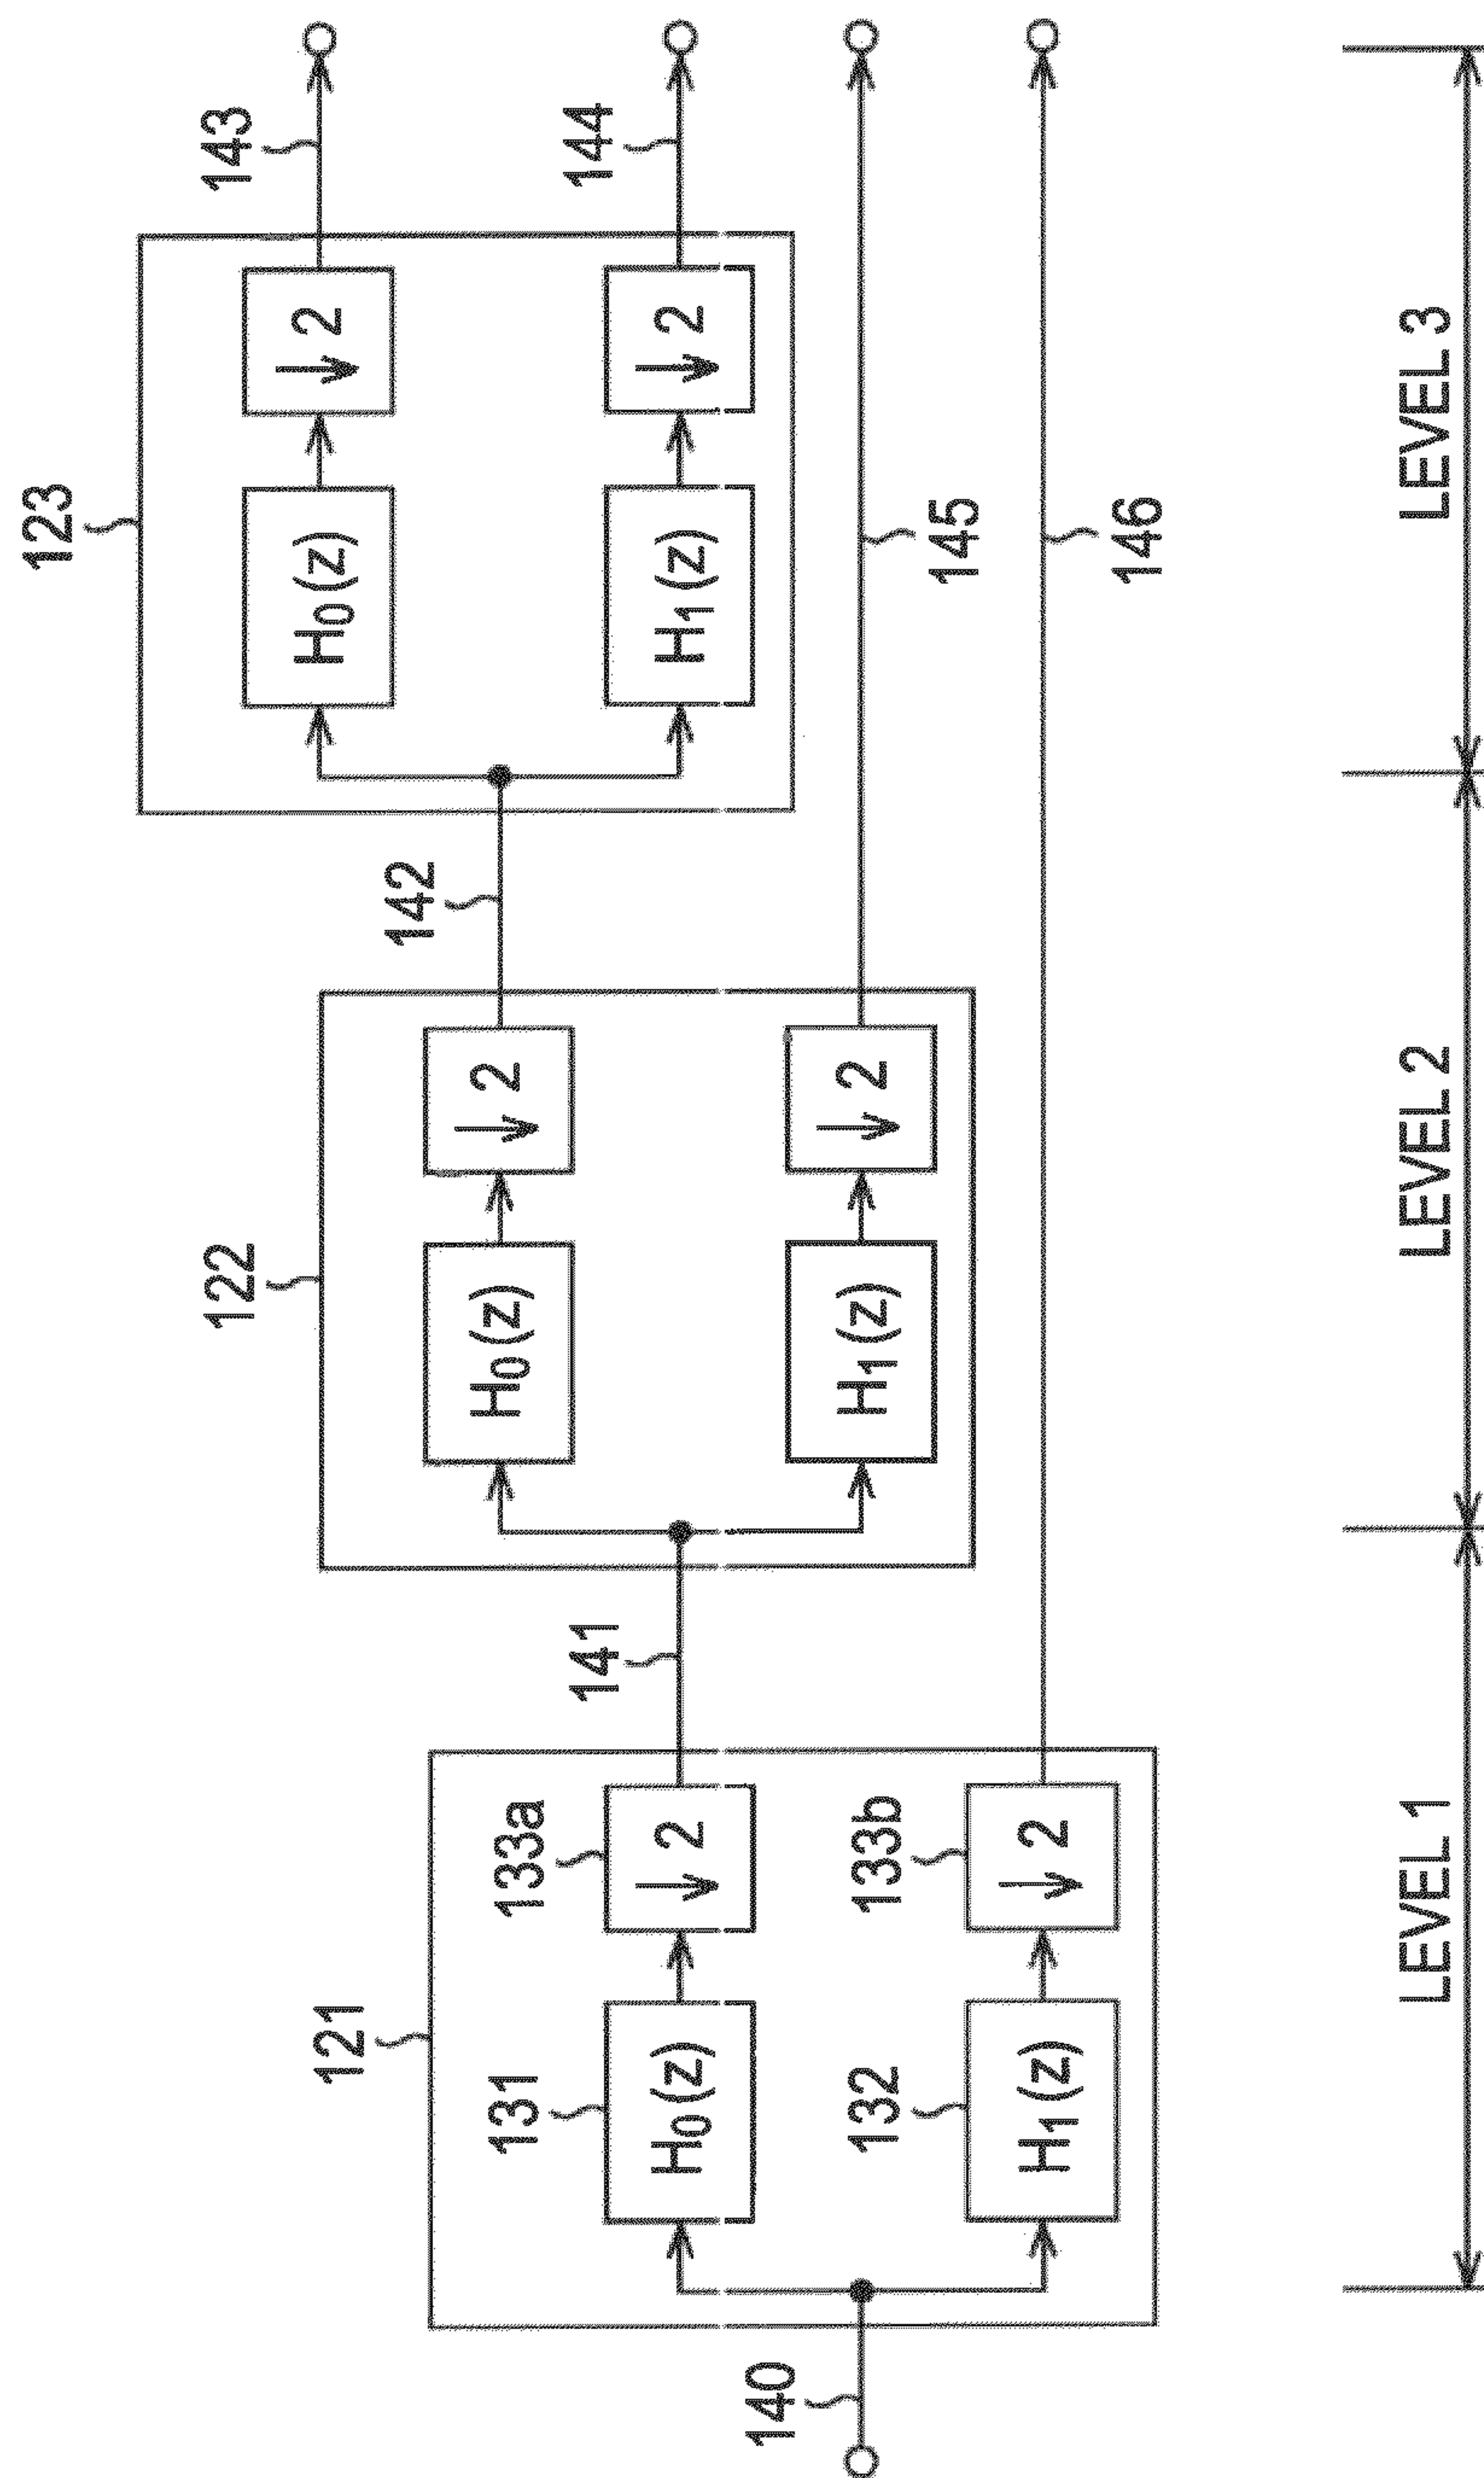 121
122
123
131
133a
H₀(z)
↓ 2
132
133b
H₁(z)
↓ 2
140
141
H₀(z)
↓ 2
H₁(z)
↓ 2
142
H₀(z)
↓ 2
H₁(z)
↓ 2
143
144
145
146
LEVEL 1
LEVEL 2
LEVEL 3